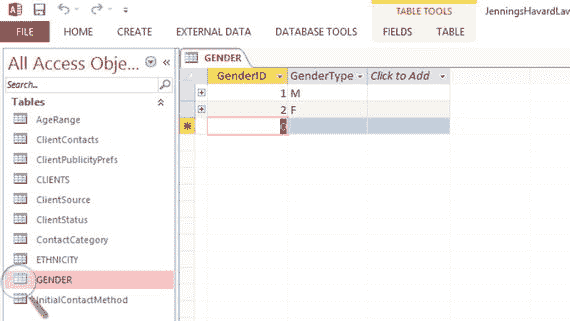 TABLE TOOLS
JenningsHavardLaw
FILE HOME CREATE EXTERNAL DATA DATABASE TOOLS FIELDS TABLE
All Access Obje...
Search...
Tables
AgeRange
ClientContacts
ClientPublicityPrefs
CLIENTS
ClientSource
ClientStatus
ContactCategory
ETHNICITY
GENDER
InitialContactMethod
GENDER
GenderID GenderType Click to Add
1 M
2 F